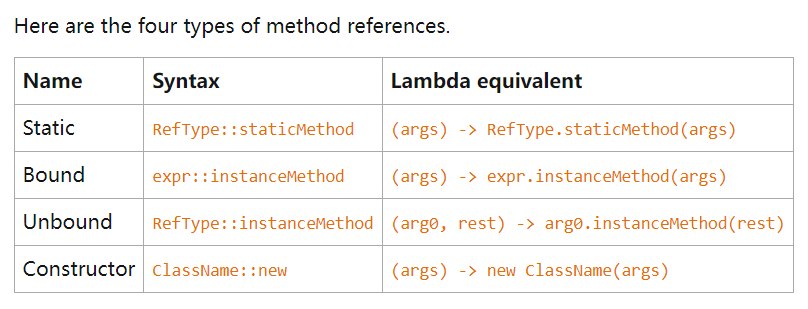 Here are the four types of method references.
Name Syntax Lambda equivalent
Static RefType::staticMethod (args) -> RefType.staticMethod(args)
Bound expr::instanceMethod (args) -> expr.instanceMethod(args)
Unbound RefType::instanceMethod (arg0, rest) -> arg0.instanceMethod(rest)
Constructor ClassName::new (args) -> new ClassName(args)